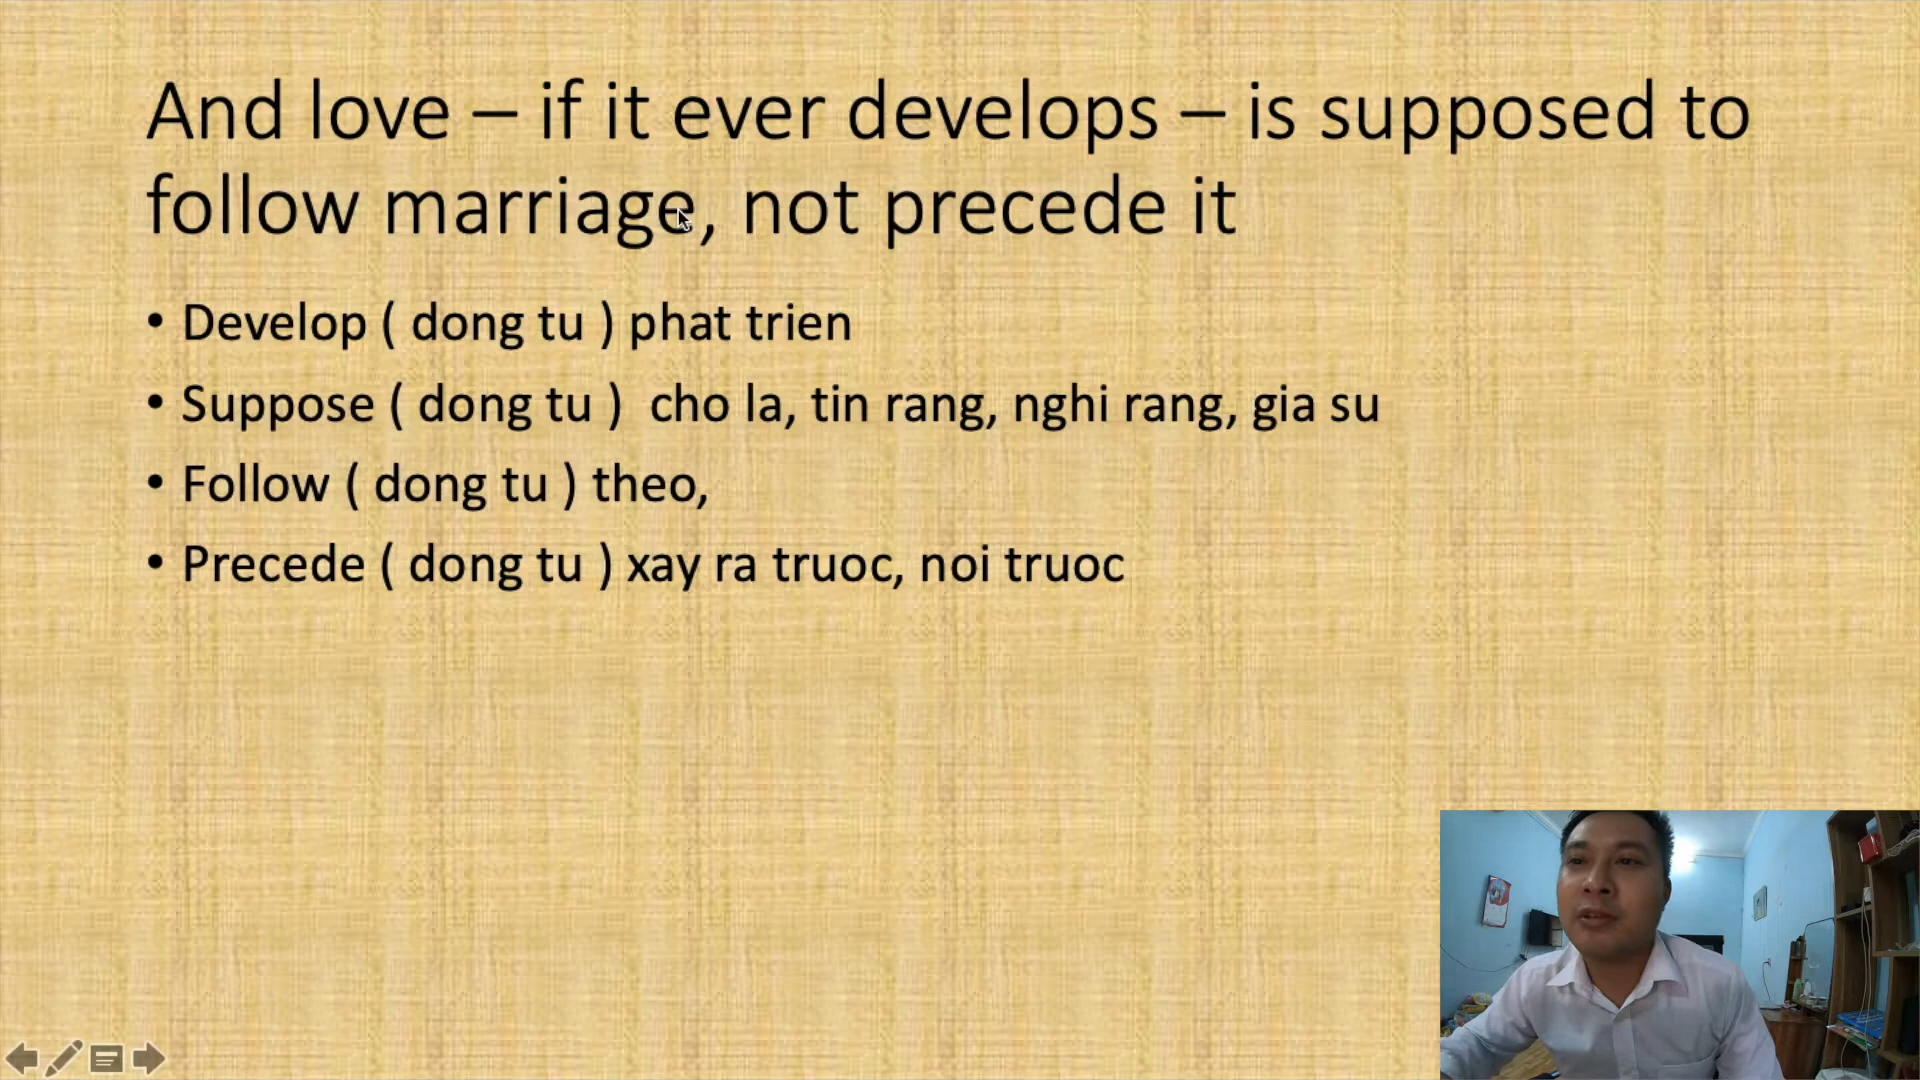 And love – if it ever develops – is supposed to
follow marriage, not precede it
• Develop ( dong tu ) phat trien
• Suppose ( dong tu )  cho la, tin rang, nghi rang, gia su
• Follow ( dong tu ) theo,
• Precede ( dong tu ) xay ra truoc, noi truoc